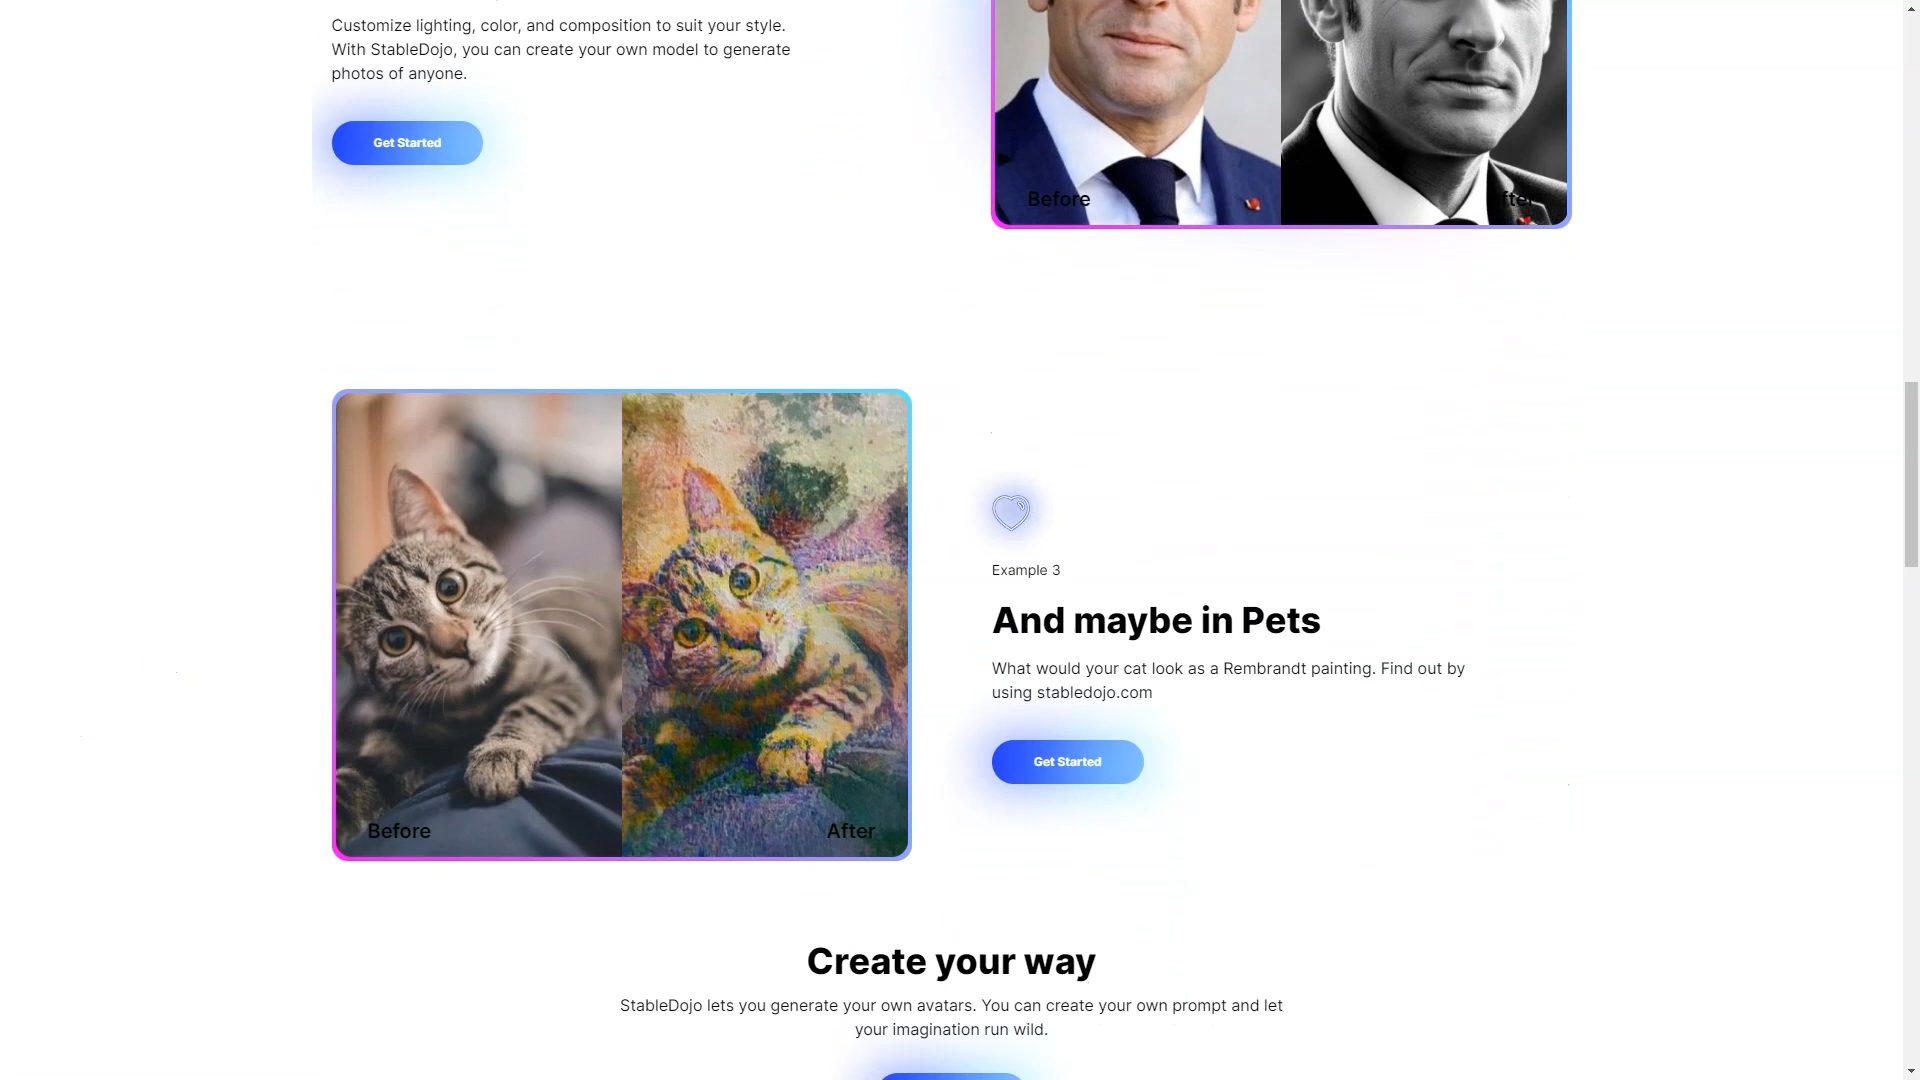 Customize lighting, color, and composition to suit your style.
With StableDojo, you can create your own model to generate
photos of anyone.
Get Started
Before
After
Before
After
Example 3
And maybe in Pets
What would your cat look as a Rembrandt painting. Find out by
using stabledojo.com
Get Started
Create your way
StableDojo lets you generate your own avatars. You can create your own prompt and let
your imagination run wild.